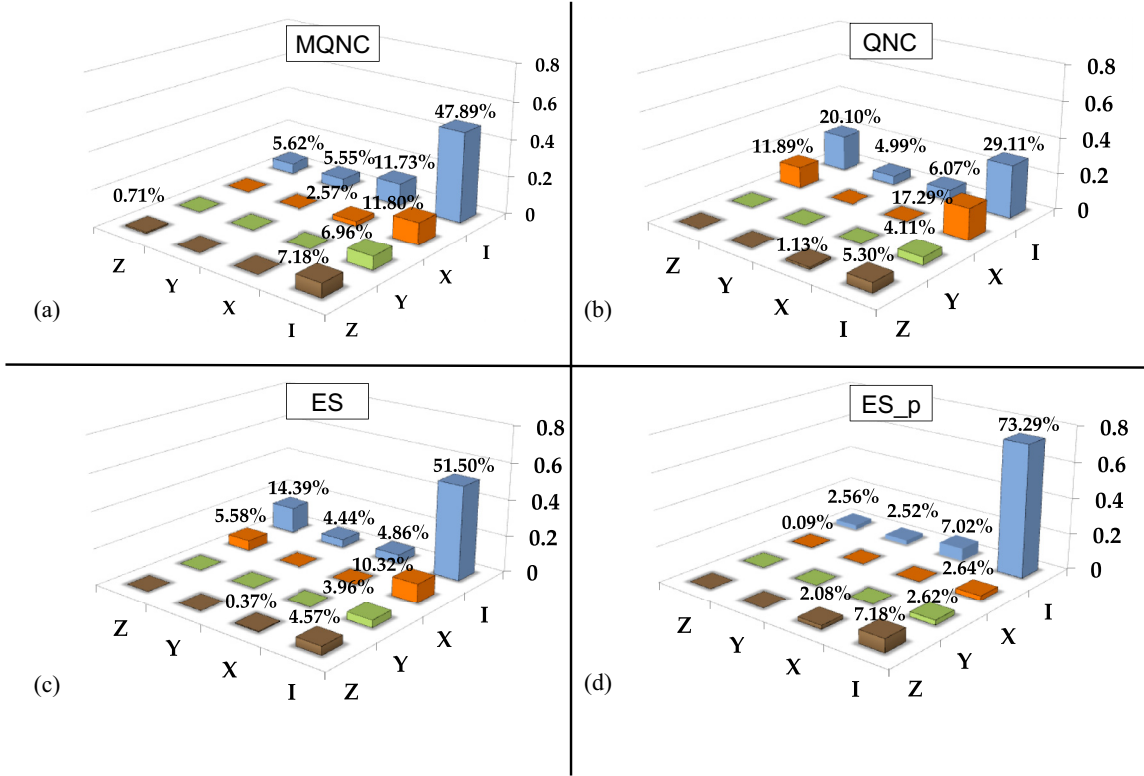 MQNC
0.8
0.6
0.4
0.2
0
47.89%
5.62%
5.55%
11.73%
0.71%
2.57%
11.80%
6.96%
7.18%
Z
Y
X
I
I
X
Y
Z
(a)
QNC
0.8
0.6
0.4
0.2
0
20.10%
29.11%
11.89%
4.99%
6.07%
17.29%
4.11%
1.13%
5.30%
Z
Y
X
I
I
X
Y
Z
(b)
ES
0.8
0.6
0.4
0.2
0
51.50%
14.39%
5.58%
4.44%
4.86%
10.32%
3.96%
0.37%
4.57%
Z
Y
X
I
I
X
Y
Z
(c)
ES_p
0.8
0.6
0.4
0.2
0
73.29%
2.56%
2.52%
0.09%
7.02%
2.64%
2.08%
2.62%
7.18%
Z
Y
X
I
I
X
Y
Z
(d)